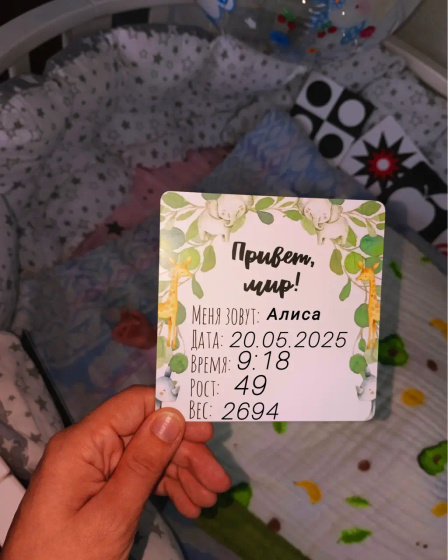 Привет,
мир!
Меня зовут: Алиса
Дата: 20.05.2025
Время: 9:18
Рост: 49
Вес: 2694